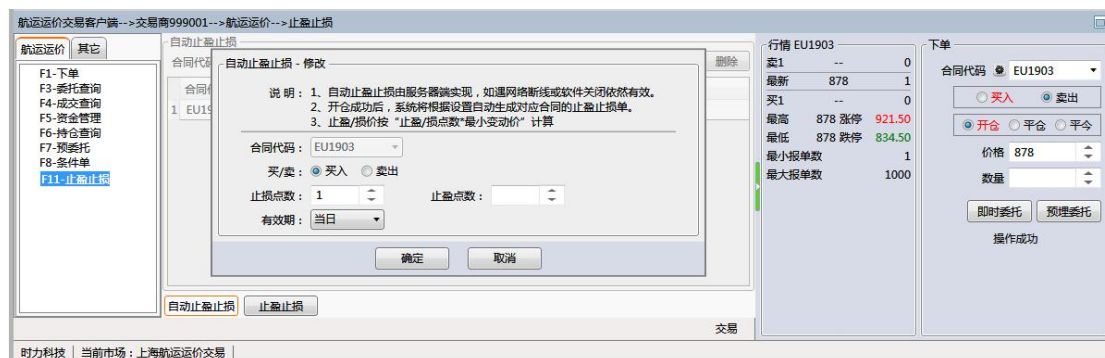 航运运价交易客户端-->交易商999001-->航运运价-->止盈止损
航运运价 其它
F1-下单
F3-委托查询
F4-成交查询
F5-资金管理
F6-持仓查询
F7-预委托
F8-条件单
F11-止盈止损
自动止盈止损
合同代码
删除
合同
1 EU19
自动止盈止损 - 修改
说 明： 1、自动止盈止损由服务器端实现，如遇网络断线或软件关闭依然有效。
2、开仓成功后，系统将根据设置自动生成对应合同的止盈止损单。
3、止盈/损价按 “止盈/损点数*最小变动价” 计算
合同代码： EU1903
买/卖： 买入 卖出
止损点数： 1 止盈点数：
有效期： 当日
确定 取消
自动止盈止损 止盈止损
交易
行情 EU1903
卖1 -- 0
最新 878 1
买1 -- 0
最高 878 涨停 921.50
最低 878 跌停 834.50
最小报单数 1
最大报单数 1000
下单
合同代码 EU1903
买入 卖出
开仓 平仓 平今
价格 878
数量
即时委托 预埋委托
操作成功
时力科技 当前市场：上海航运运价交易